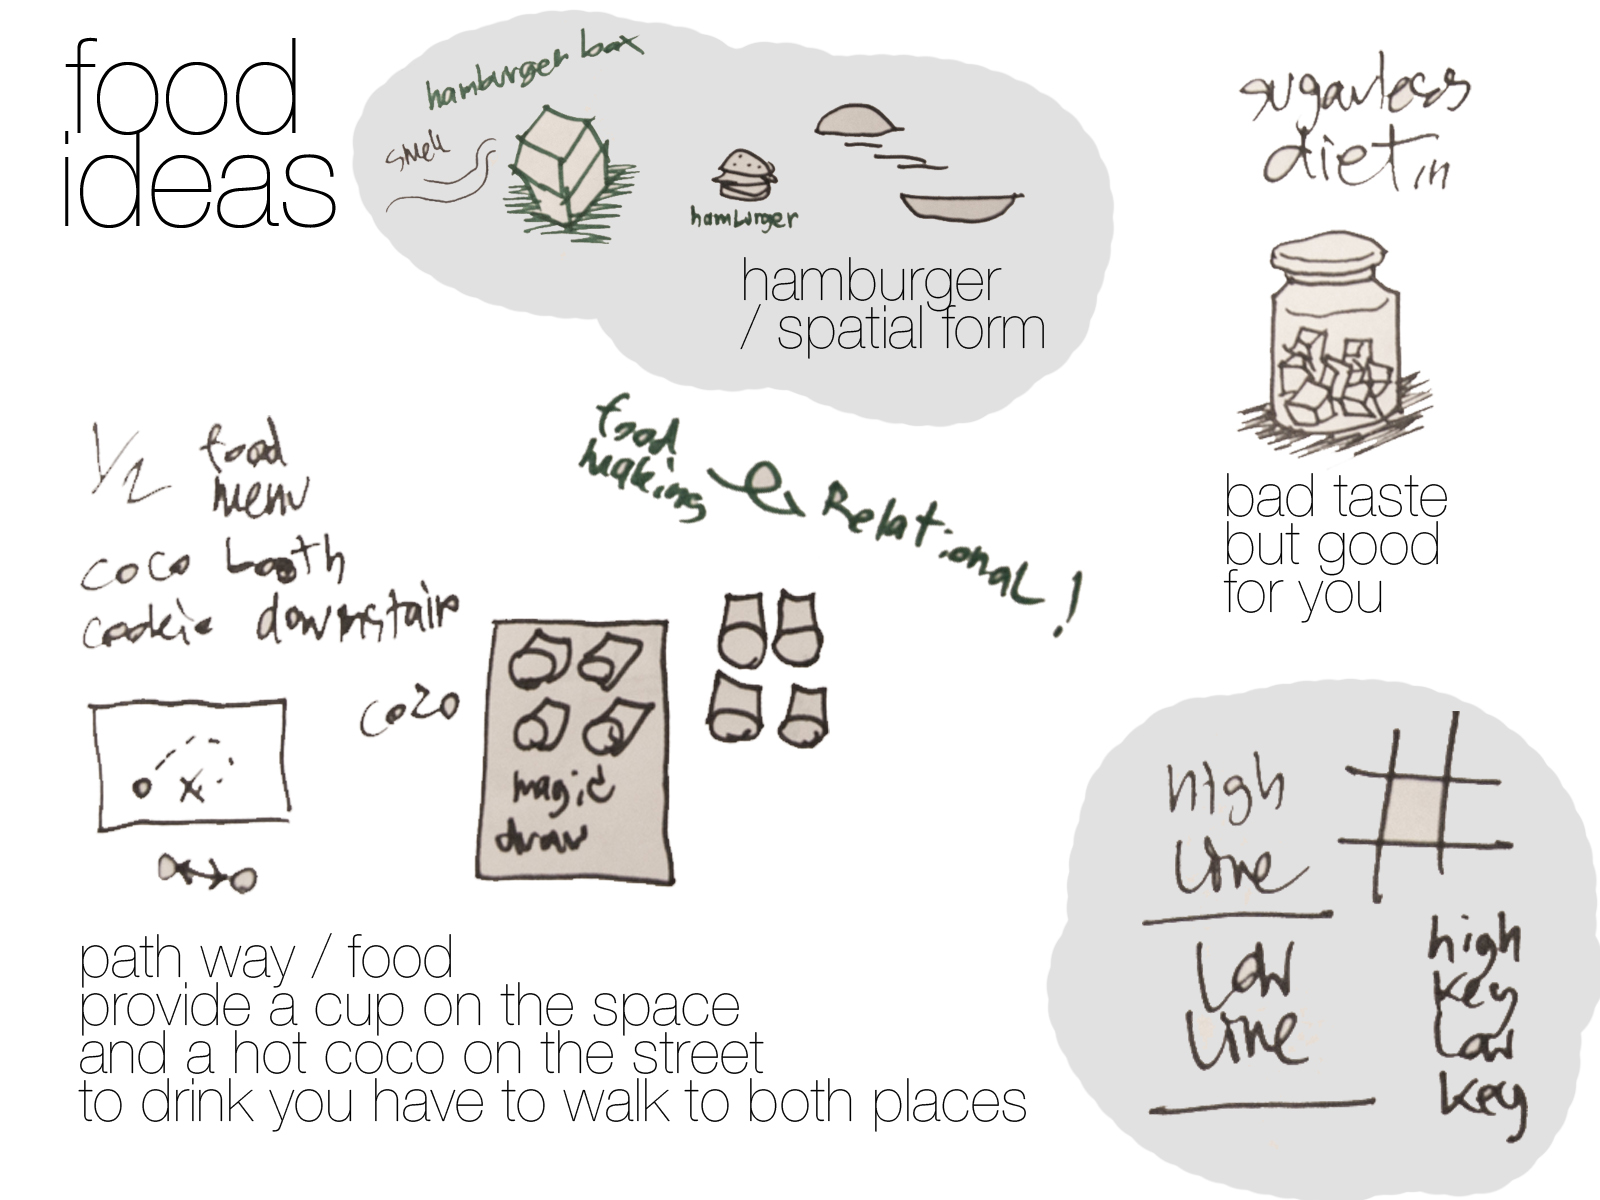 food
ideas
hamburger box
smell
hamburger
hamburger
/ spatial form
sugarless
diet in
bad taste
but good
for you
1/2 food
menu
coco booth
cookie downstair
food
making
Relational!
magic
draw
path way / food
provide a cup on the space
and a hot coco on the street
to drink you have to walk to both places
high
line
low
line
high
key
low
key